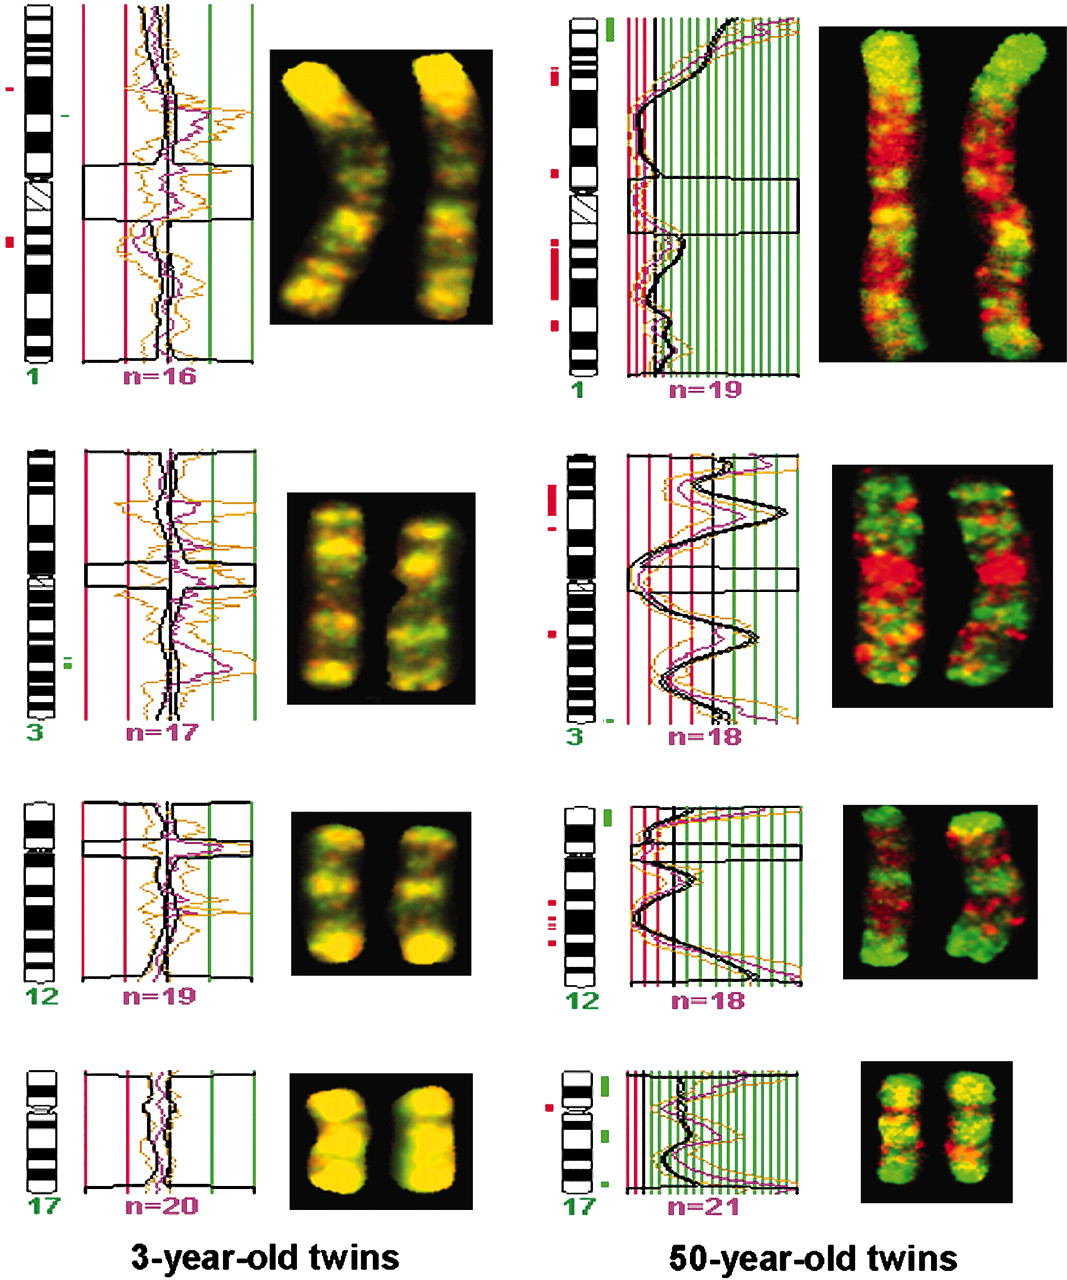 1
n=16
1
n=19
3
n=17
3
n=18
12
n=19
12
n=18
17
n=20
17
n=21
3-year-old twins
50-year-old twins